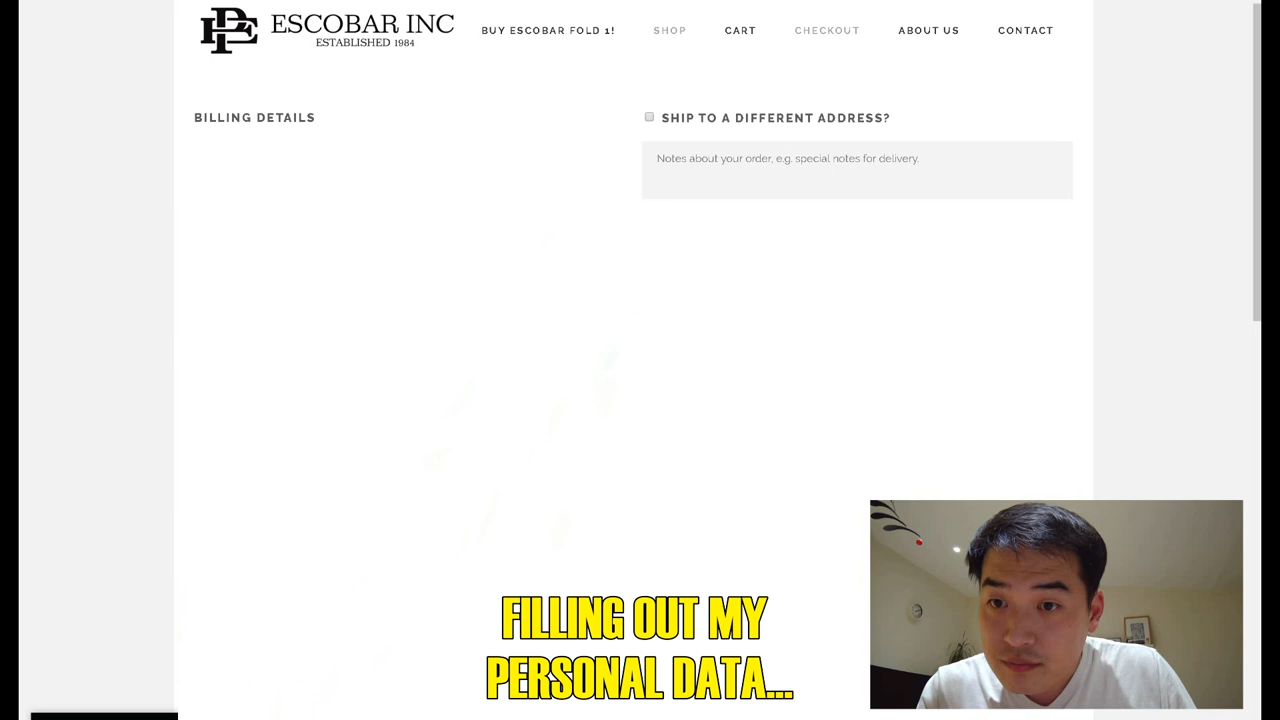 PE ESCOBAR INC
ESTABLISHED 1984
BUY ESCOBAR FOLD 1! SHOP CART CHECKOUT ABOUT US CONTACT
BILLING DETAILS
SHIP TO A DIFFERENT ADDRESS?
Notes about your order, e.g. special notes for delivery.
FILLING OUT MY
PERSONAL DATA...